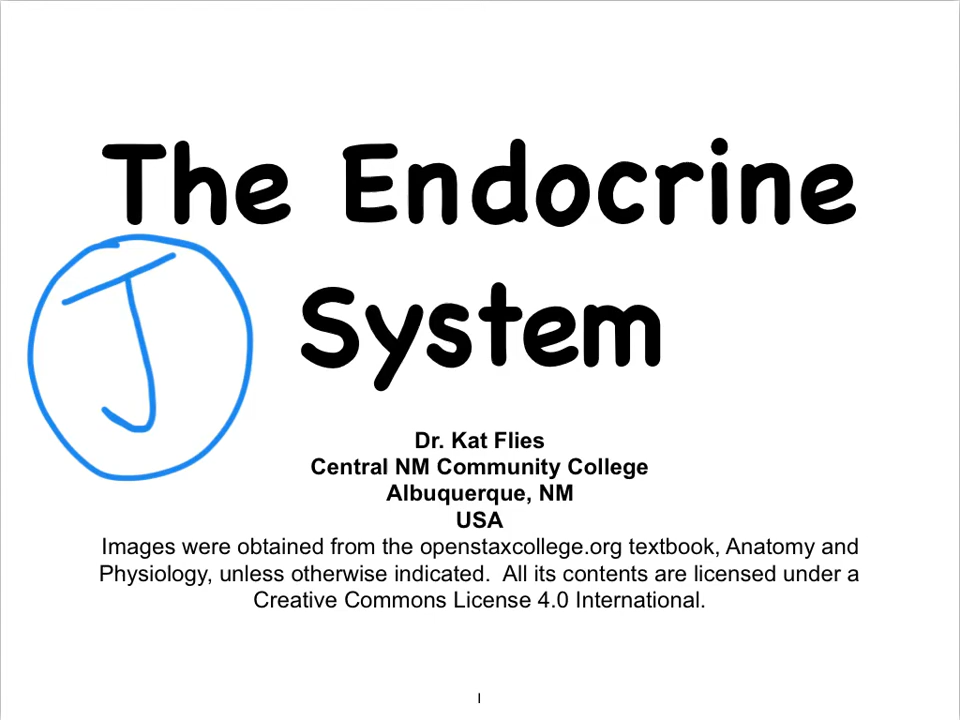 The Endocrine
System
J
Dr. Kat Flies
Central NM Community College
Albuquerque, NM
USA
Images were obtained from the openstaxcollege.org textbook, Anatomy and
Physiology, unless otherwise indicated.  All its contents are licensed under a
Creative Commons License 4.0 International.
1